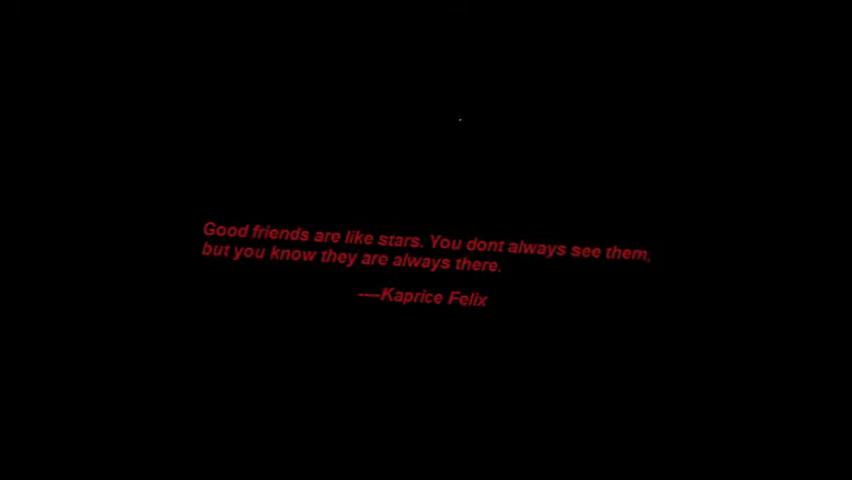 Good friends are like stars. You dont always see them,
but you know they are always there.
----Kaprice Felix